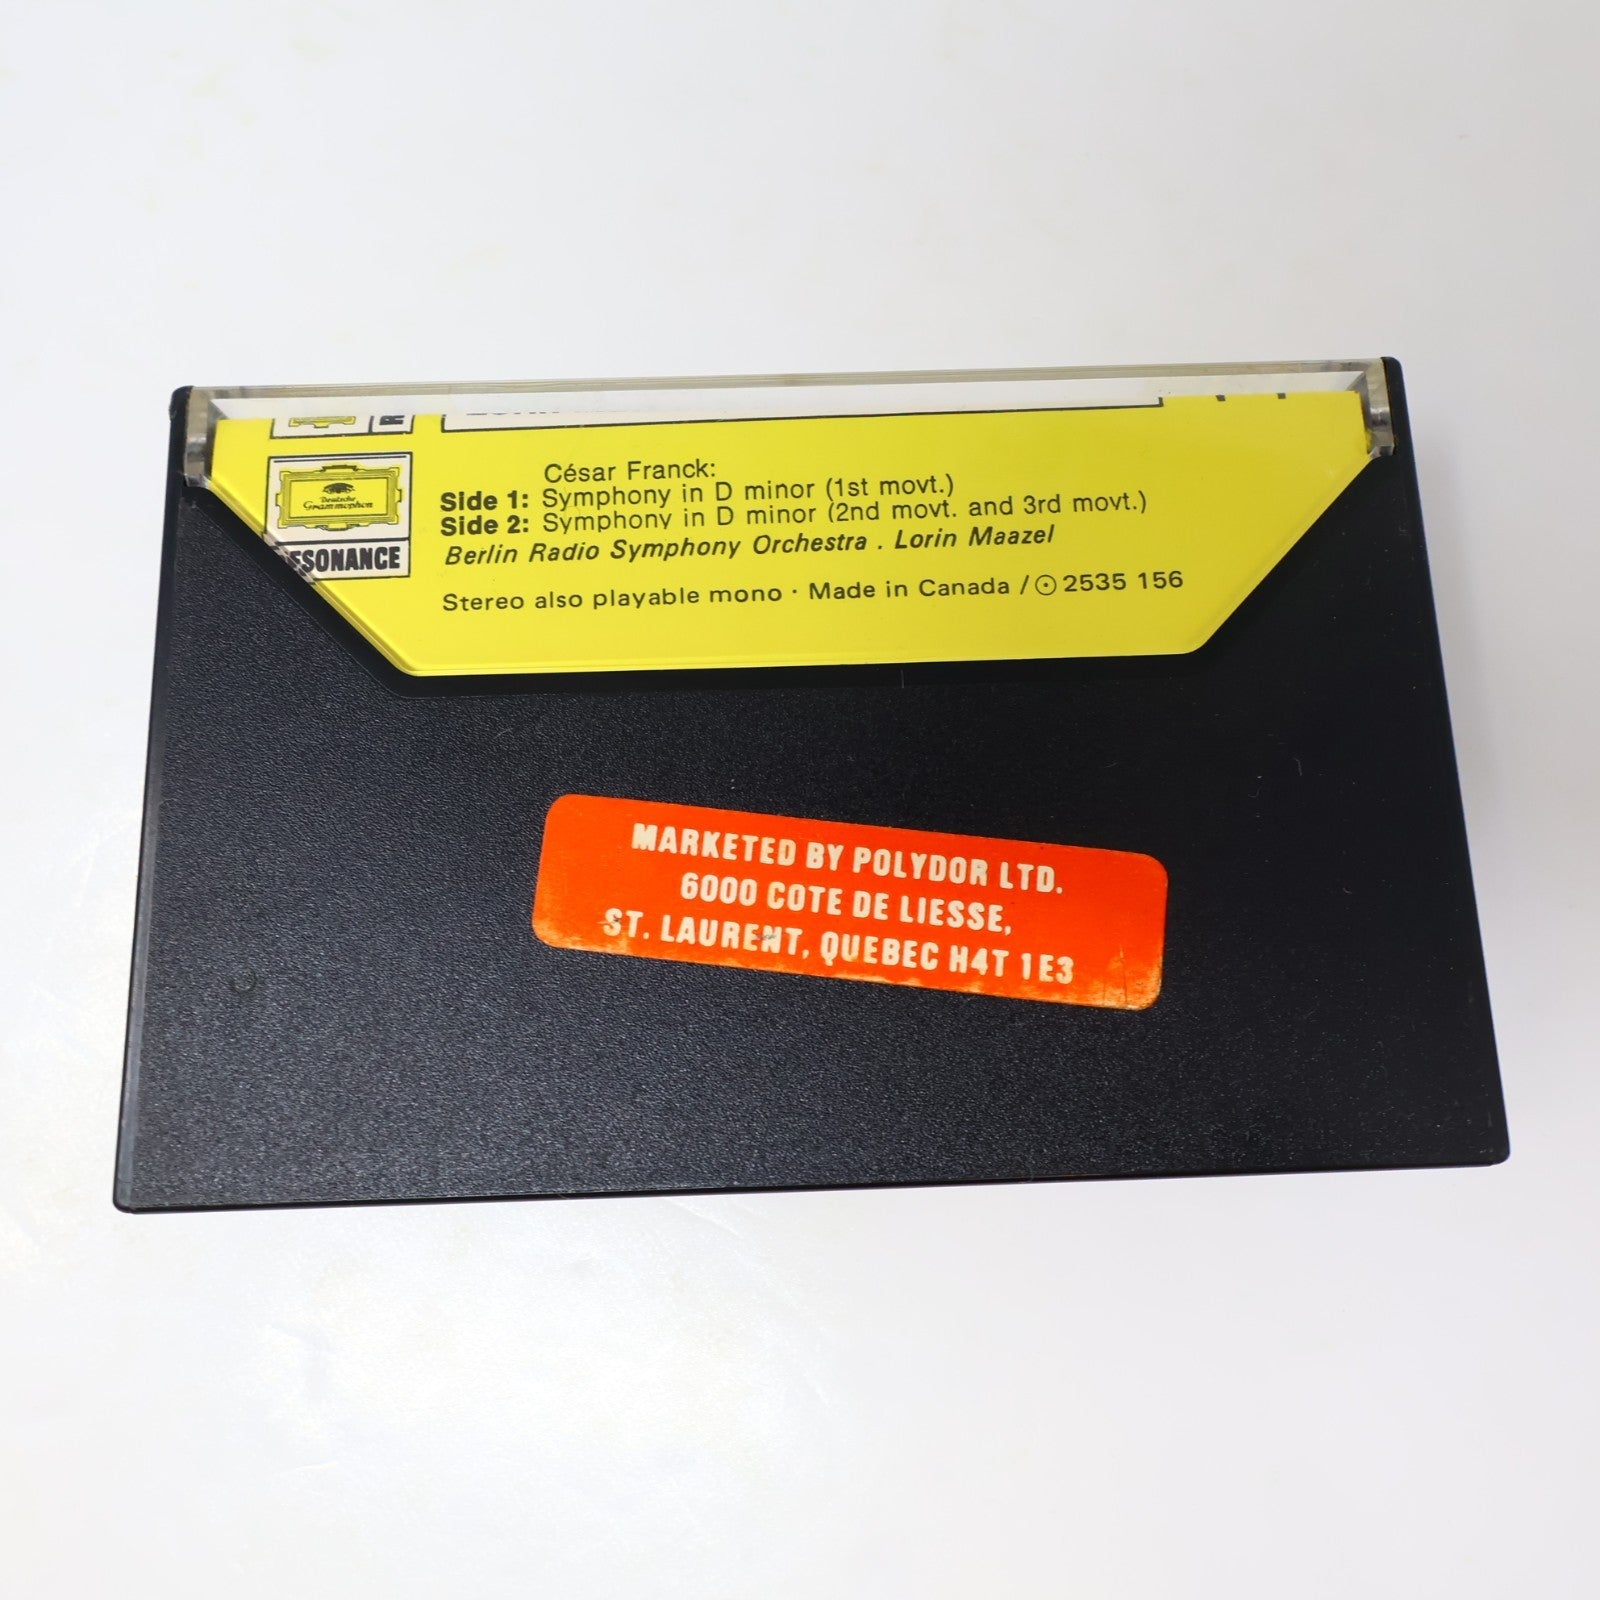 César Franck:
Side 1: Symphony in D minor (1st movt.)
Side 2: Symphony in D minor (2nd movt. and 3rd movt.)
Berlin Radio Symphony Orchestra . Lorin Maazel
Stereo also playable mono · Made in Canada / ⊙ 2535 156
Deutsche
Grammophon
ESONANCE
MARKETED BY POLYDOR LTD.
6000 COTE DE LIESSE,
ST. LAURENT, QUEBEC H4T 1E3